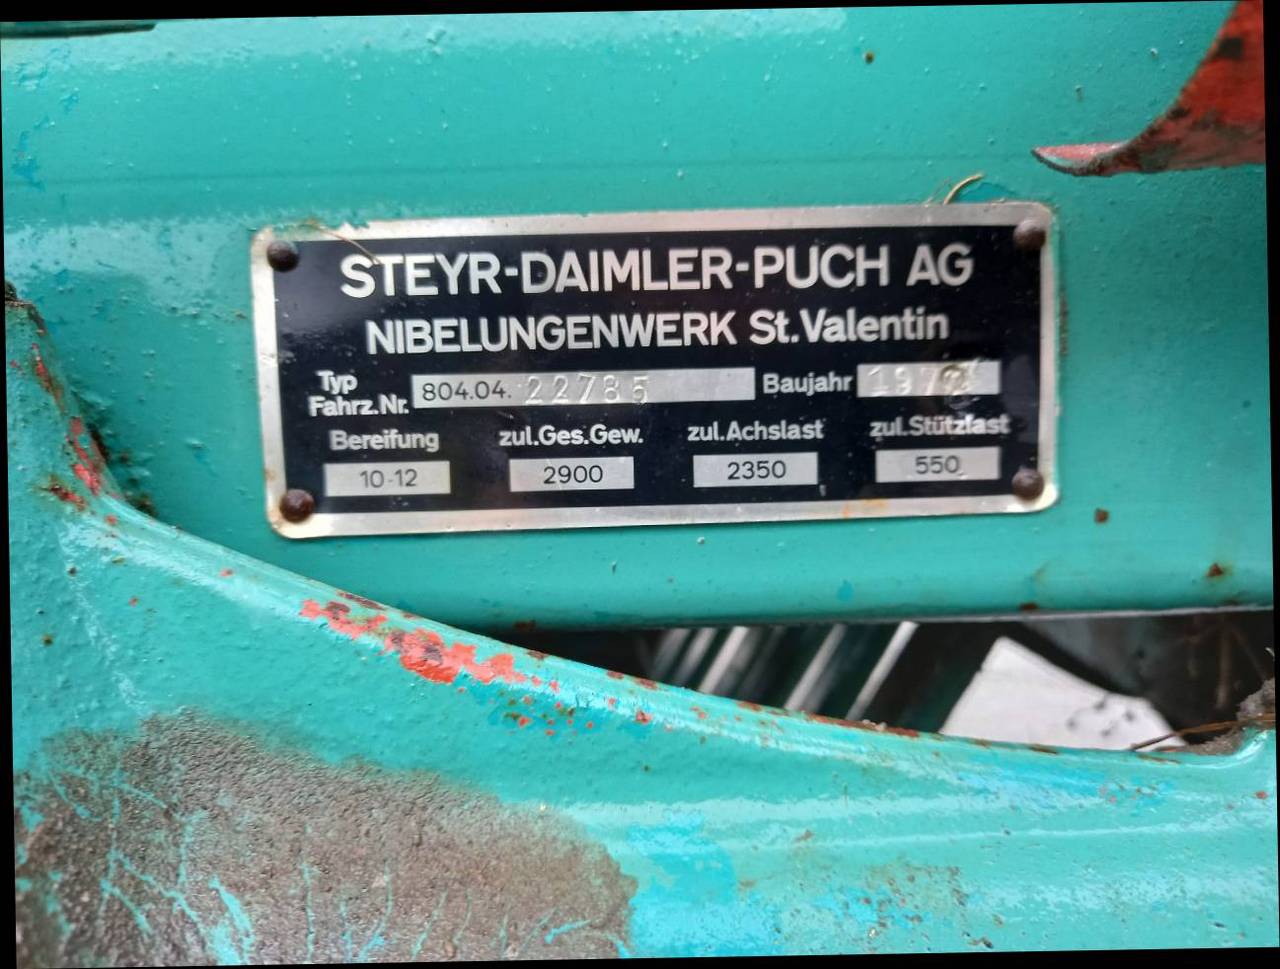 STEYR-DAIMLER-PUCH AG
NIBELUNGENWERK St.Valentin
Typ
Fahrz.Nr. 804.04. 22785 Baujahr
Bereifung zul.Ges.Gew. zul.Achslast zul.Stützlast
10-12 2900 2350 550